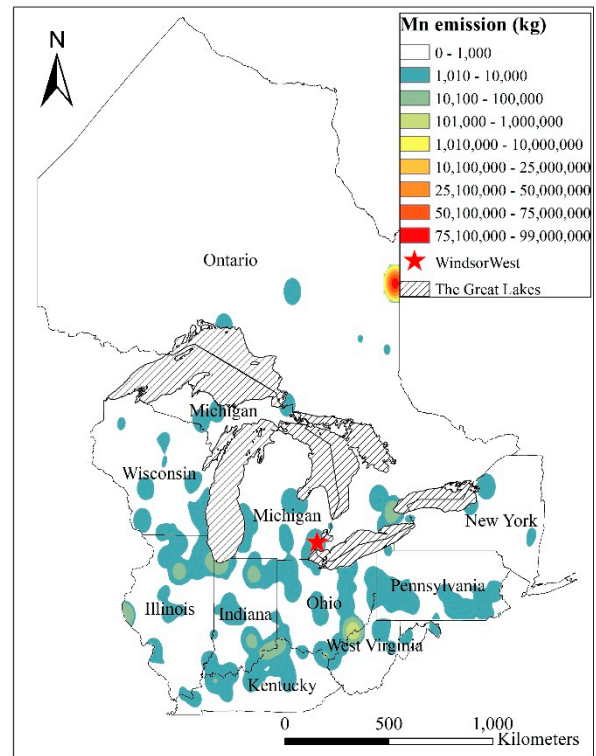 N
Mn emission (kg)
0 - 1,000
1,010 - 10,000
10,100 - 100,000
101,000 - 1,000,000
1,010,000 - 10,000,000
10,100,000 - 25,000,000
25,100,000 - 50,000,000
50,100,000 - 75,000,000
75,100,000 - 99,000,000
WindsorWest
The Great Lakes
Ontario
Michigan
Wisconsin
Michigan
New York
Illinois
Indiana
Ohio
Pennsylvania
West Virginia
Kentucky
0 500 1,000
Kilometers